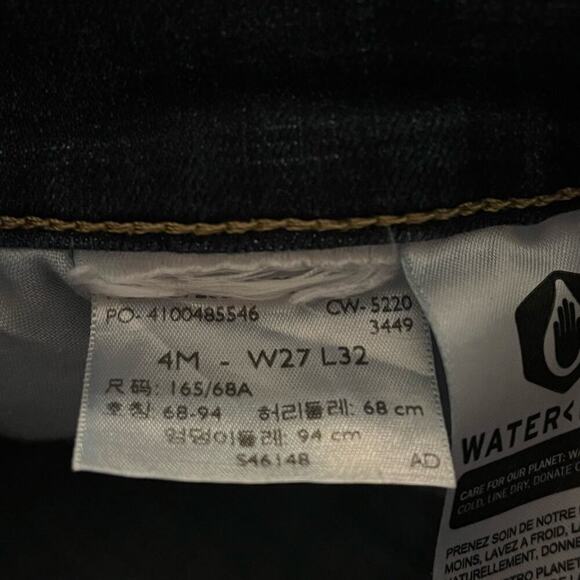 PO- 4100485546
CW- 5220
3449
4M - W27 L32
尺 码: 165/68A
호칭 68-94 허리둘레: 68 cm
엉덩이둘레: 94 cm
S46148
AD
WATER<
CARE FOR OUR PLANET:
COLD, LINE DRY, DONATE
PRENEZ SOIN DE NOTRE
MOINS, LAVEZ A FROID,